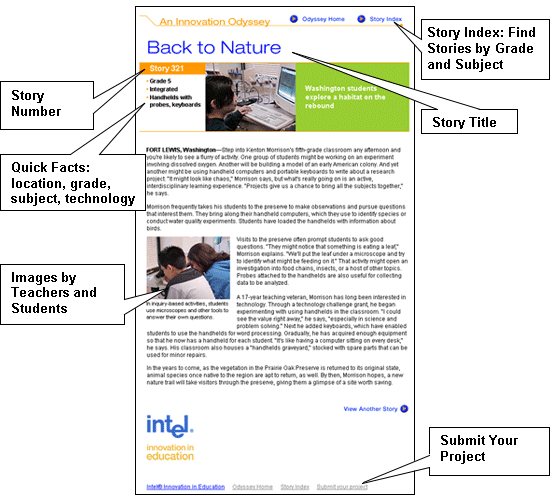 An Innovation Odyssey
Odyssey Home
Story Index
Story Index: Find
Stories by Grade
and Subject
Back to Nature
Story 321
Grade 5
Integrated
Handhelds with
probes, keyboards
Washington students
explore a habitat on the
rebound
Story
Number
Story Title
Quick Facts:
location, grade,
subject, technology
FORT LEWIS, Washington—Step into Kenton Morrison's fifth-grade classroom any afternoon and
you're likely to see a flurry of activity. One group of students might be working on an experiment
involving dissolved oxygen. Another will be building a model of an early American colony. And yet
another might be using handheld computers and portable keyboards to write about a research
project. "It might look like chaos," Morrison says, but what's really going on is an active,
interdisciplinary learning experience. "Projects give us a chance to bring all the subjects together,"
he says.
Morrison frequently takes his students to the preserve to make observations and pursue questions
that interest them. They bring along their handheld computers, which they use to identify species or
conduct water quality experiments. Students have loaded the handhelds with information about
birds.
Images by
Teachers and
Students
Visits to the preserve often prompt students to ask good
questions. "They might notice that something is eating a leaf,"
Morrison explains. "We'll put the leaf under a microscope and try
to identify what might be feeding on it." That activity might open an
investigation into food chains, insects, or a host of other topics.
Probes attached to the handhelds are also useful for collecting
data to be analyzed.
In inquiry-based activities, students
use microscopes and other tools to
answer their own questions.
A 17-year teaching veteran, Morrison has long been interested in
technology. Through a technology challenge grant, he began
experimenting with using handhelds in the classroom. "I could
see the value right away," he says, "especially in science and
problem solving." Next he added keyboards, which have enabled
students to use the handhelds for word processing. Gradually, he has acquired enough equipment
so that he now has a handheld for each student. "It's like having a computer sitting on every desk,"
he says. His classroom also houses a "handhelds graveyard," stocked with spare parts that can be
used for minor repairs.
In the years to come, as the vegetation in the Prairie Oak Preserve is returned to its original state,
animal species once native to the region are apt to return, as well. By then, Morrison hopes, a new
nature trail will take visitors through the preserve, giving them a glimpse of a site worth saving.
View Another Story
intel®
innovation in
education
Submit Your
Project
Intel® Innovation in Education
Odyssey Home
Story Index
Submit your project